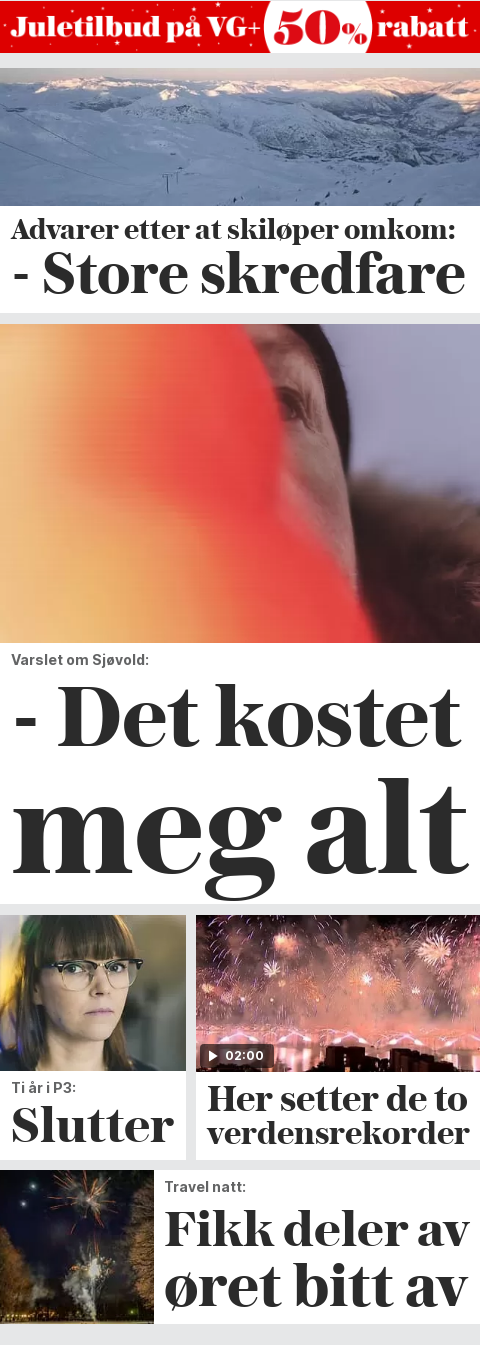 Juletilbud på VG+ 50% rabatt
Advarer etter at skiløper omkom:
- Store skredfare
Varslet om Sjøvold:
- Det kostet
meg alt
Ti år i P3:
Slutter
02:00
Her setter de to
verdensrekorder
Travel natt:
Fikk deler av
øret bitt av